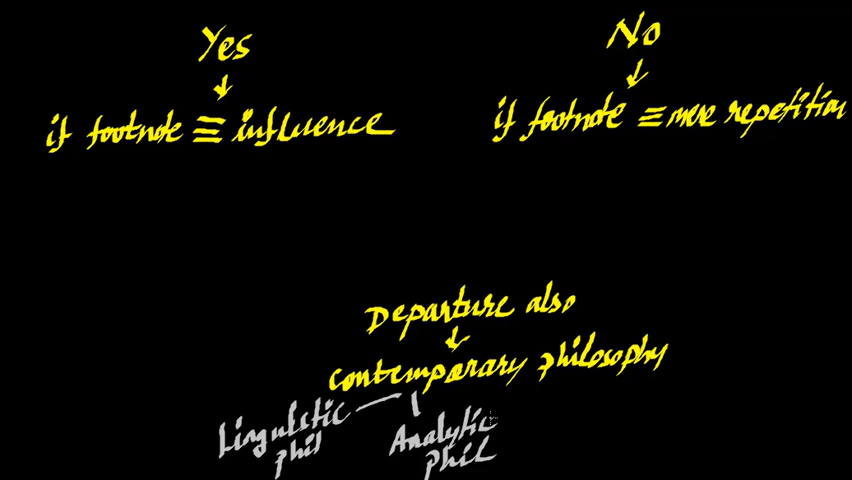 Yes
No
↓
↓
if footnote ≡ influence
if footnote ≡ mere repetition
Departure also
↓
contemporary philosophy
Linguistic
phil
Analytic
phil